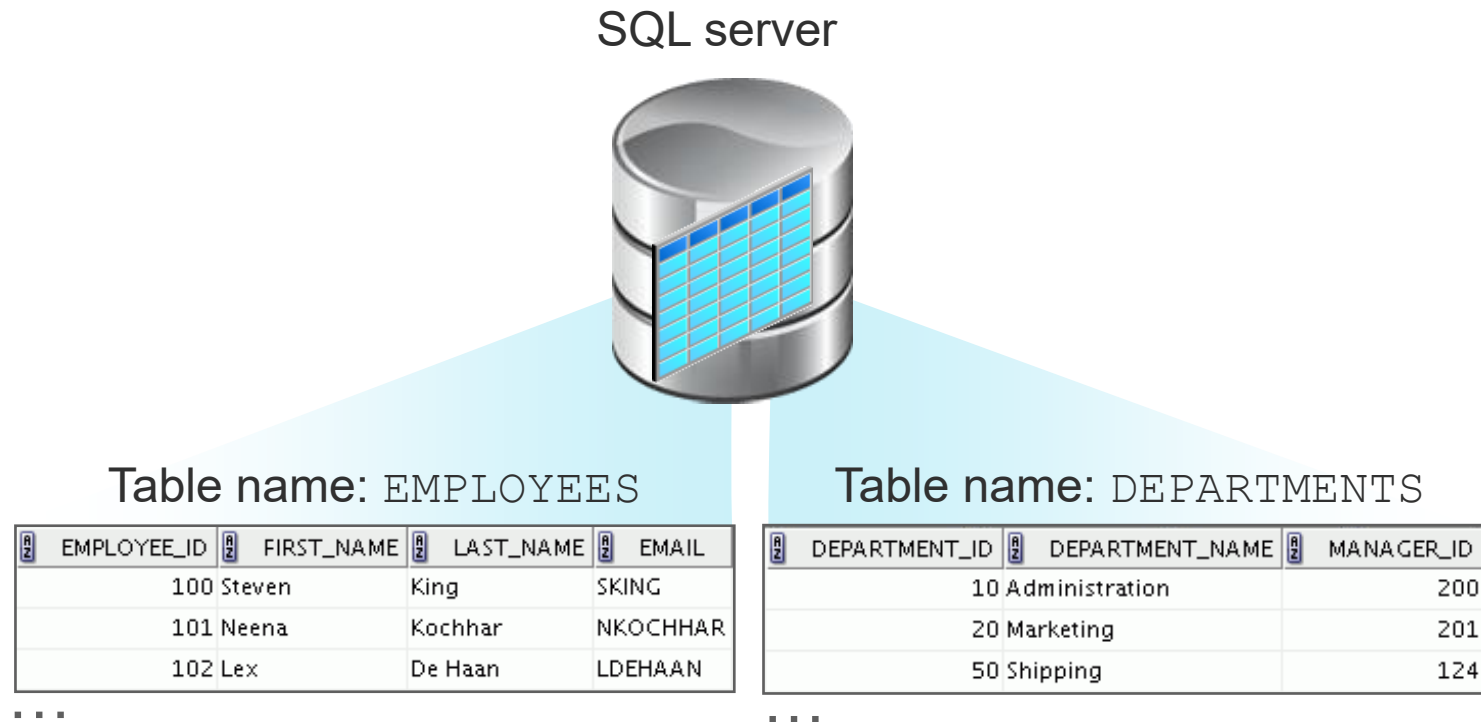 SQL server
Table name: EMPLOYEES
EMPLOYEE_ID FIRST_NAME LAST_NAME EMAIL
100 Steven King SKING
101 Neena Kochhar NKOCHHAR
102 Lex De Haan LDEHAAN
...
Table name: DEPARTMENTS
DEPARTMENT_ID DEPARTMENT_NAME MANAGER_ID
10 Administration 200
20 Marketing 201
50 Shipping 124
...